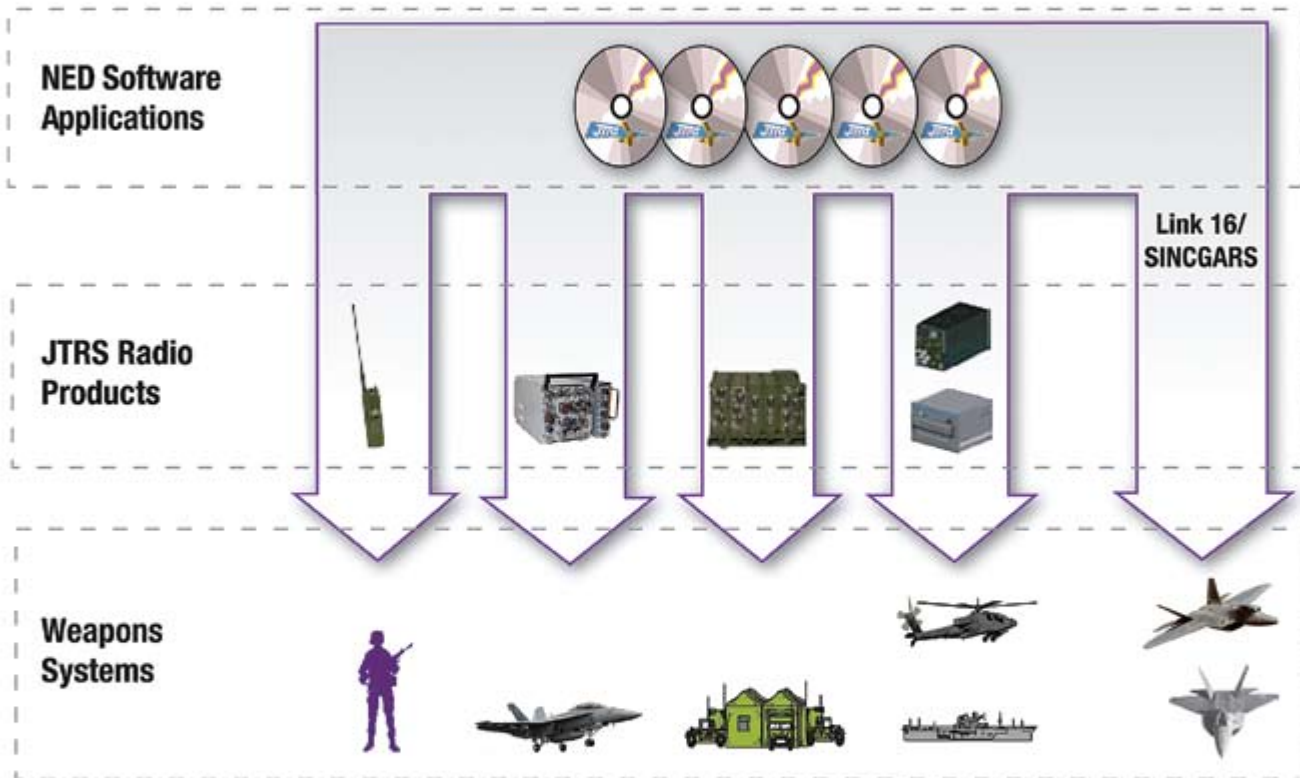 NED Software
Applications
Link 16/
SINCGARS
JTRS Radio
Products
Weapons
Systems